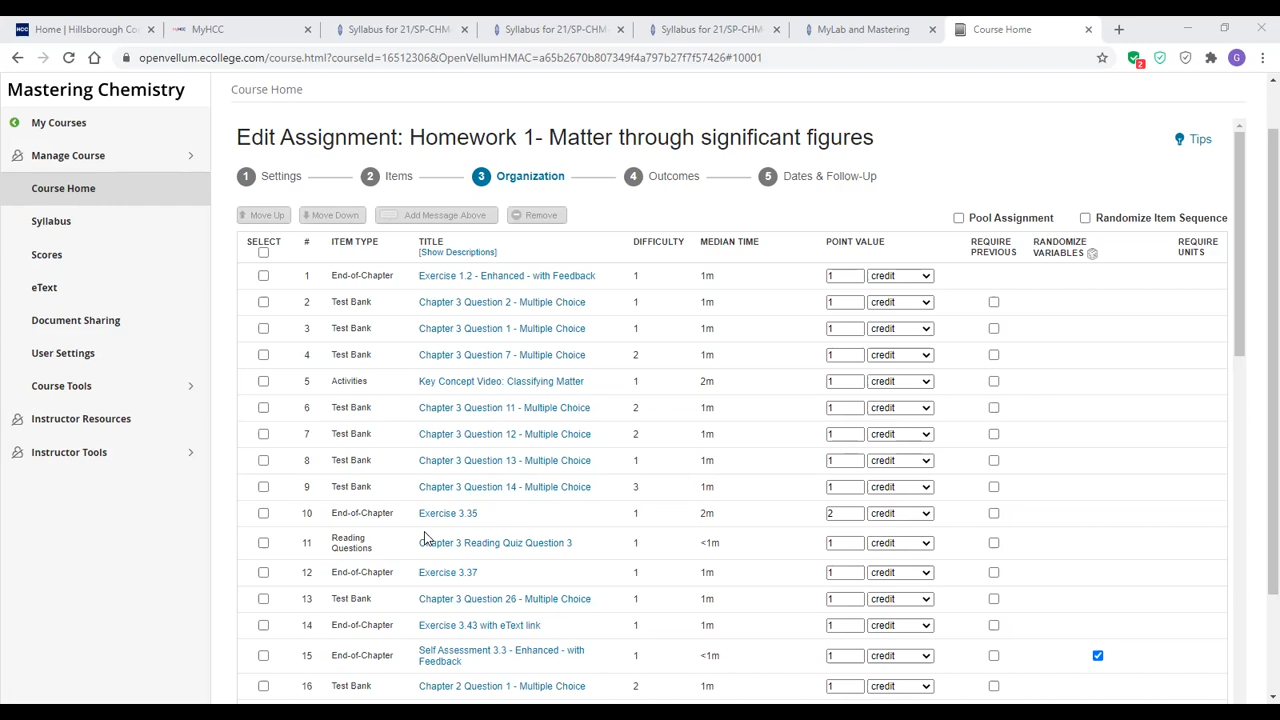 Home | Hillsborough Co
MyHCC
Syllabus for 21/SP-CHM-
Syllabus for 21/SP-CHM-
Syllabus for 21/SP-CHM-
MyLab and Mastering
Course Home
openvellum.ecollege.com/course.html?courseId=16512306&OpenVellumHMAC=e65b2670b807349f4a797b27f7f57426#10001
2
G
Mastering Chemistry
My Courses
Manage Course
Course Home
Syllabus
Scores
eText
Document Sharing
User Settings
Course Tools
Instructor Resources
Instructor Tools
Course Home
Edit Assignment: Homework 1- Matter through significant figures
Tips
1 Settings 2 Items 3 Organization 4 Outcomes 5 Dates & Follow-Up
Move Up Move Down Add Message Above Remove
Pool Assignment Randomize Item Sequence
SELECT # ITEM TYPE TITLE DIFFICULTY MEDIAN TIME POINT VALUE REQUIRE RANDOMIZE REQUIRE
[Show Descriptions] PREVIOUS VARIABLES UNITS
1 End-of-Chapter Exercise 1.2 - Enhanced - with Feedback 1 1m 1 credit
2 Test Bank Chapter 3 Question 2 - Multiple Choice 1 1m 1 credit
3 Test Bank Chapter 3 Question 1 - Multiple Choice 1 1m 1 credit
4 Test Bank Chapter 3 Question 7 - Multiple Choice 2 1m 1 credit
5 Activities Key Concept Video: Classifying Matter 1 2m 1 credit
6 Test Bank Chapter 3 Question 11 - Multiple Choice 2 1m 1 credit
7 Test Bank Chapter 3 Question 12 - Multiple Choice 2 1m 1 credit
8 Test Bank Chapter 3 Question 13 - Multiple Choice 1 1m 1 credit
9 Test Bank Chapter 3 Question 14 - Multiple Choice 3 1m 1 credit
10 End-of-Chapter Exercise 3.35 1 2m 2 credit
11 Reading Chapter 3 Reading Quiz Question 3 1 <1m 1 credit
Questions
12 End-of-Chapter Exercise 3.37 1 1m 1 credit
13 Test Bank Chapter 3 Question 26 - Multiple Choice 1 1m 1 credit
14 End-of-Chapter Exercise 3.43 with eText link 1 1m 1 credit
15 End-of-Chapter Self Assessment 3.3 - Enhanced - with 1 <1m 1 credit
Feedback
16 Test Bank Chapter 2 Question 1 - Multiple Choice 2 1m 1 credit